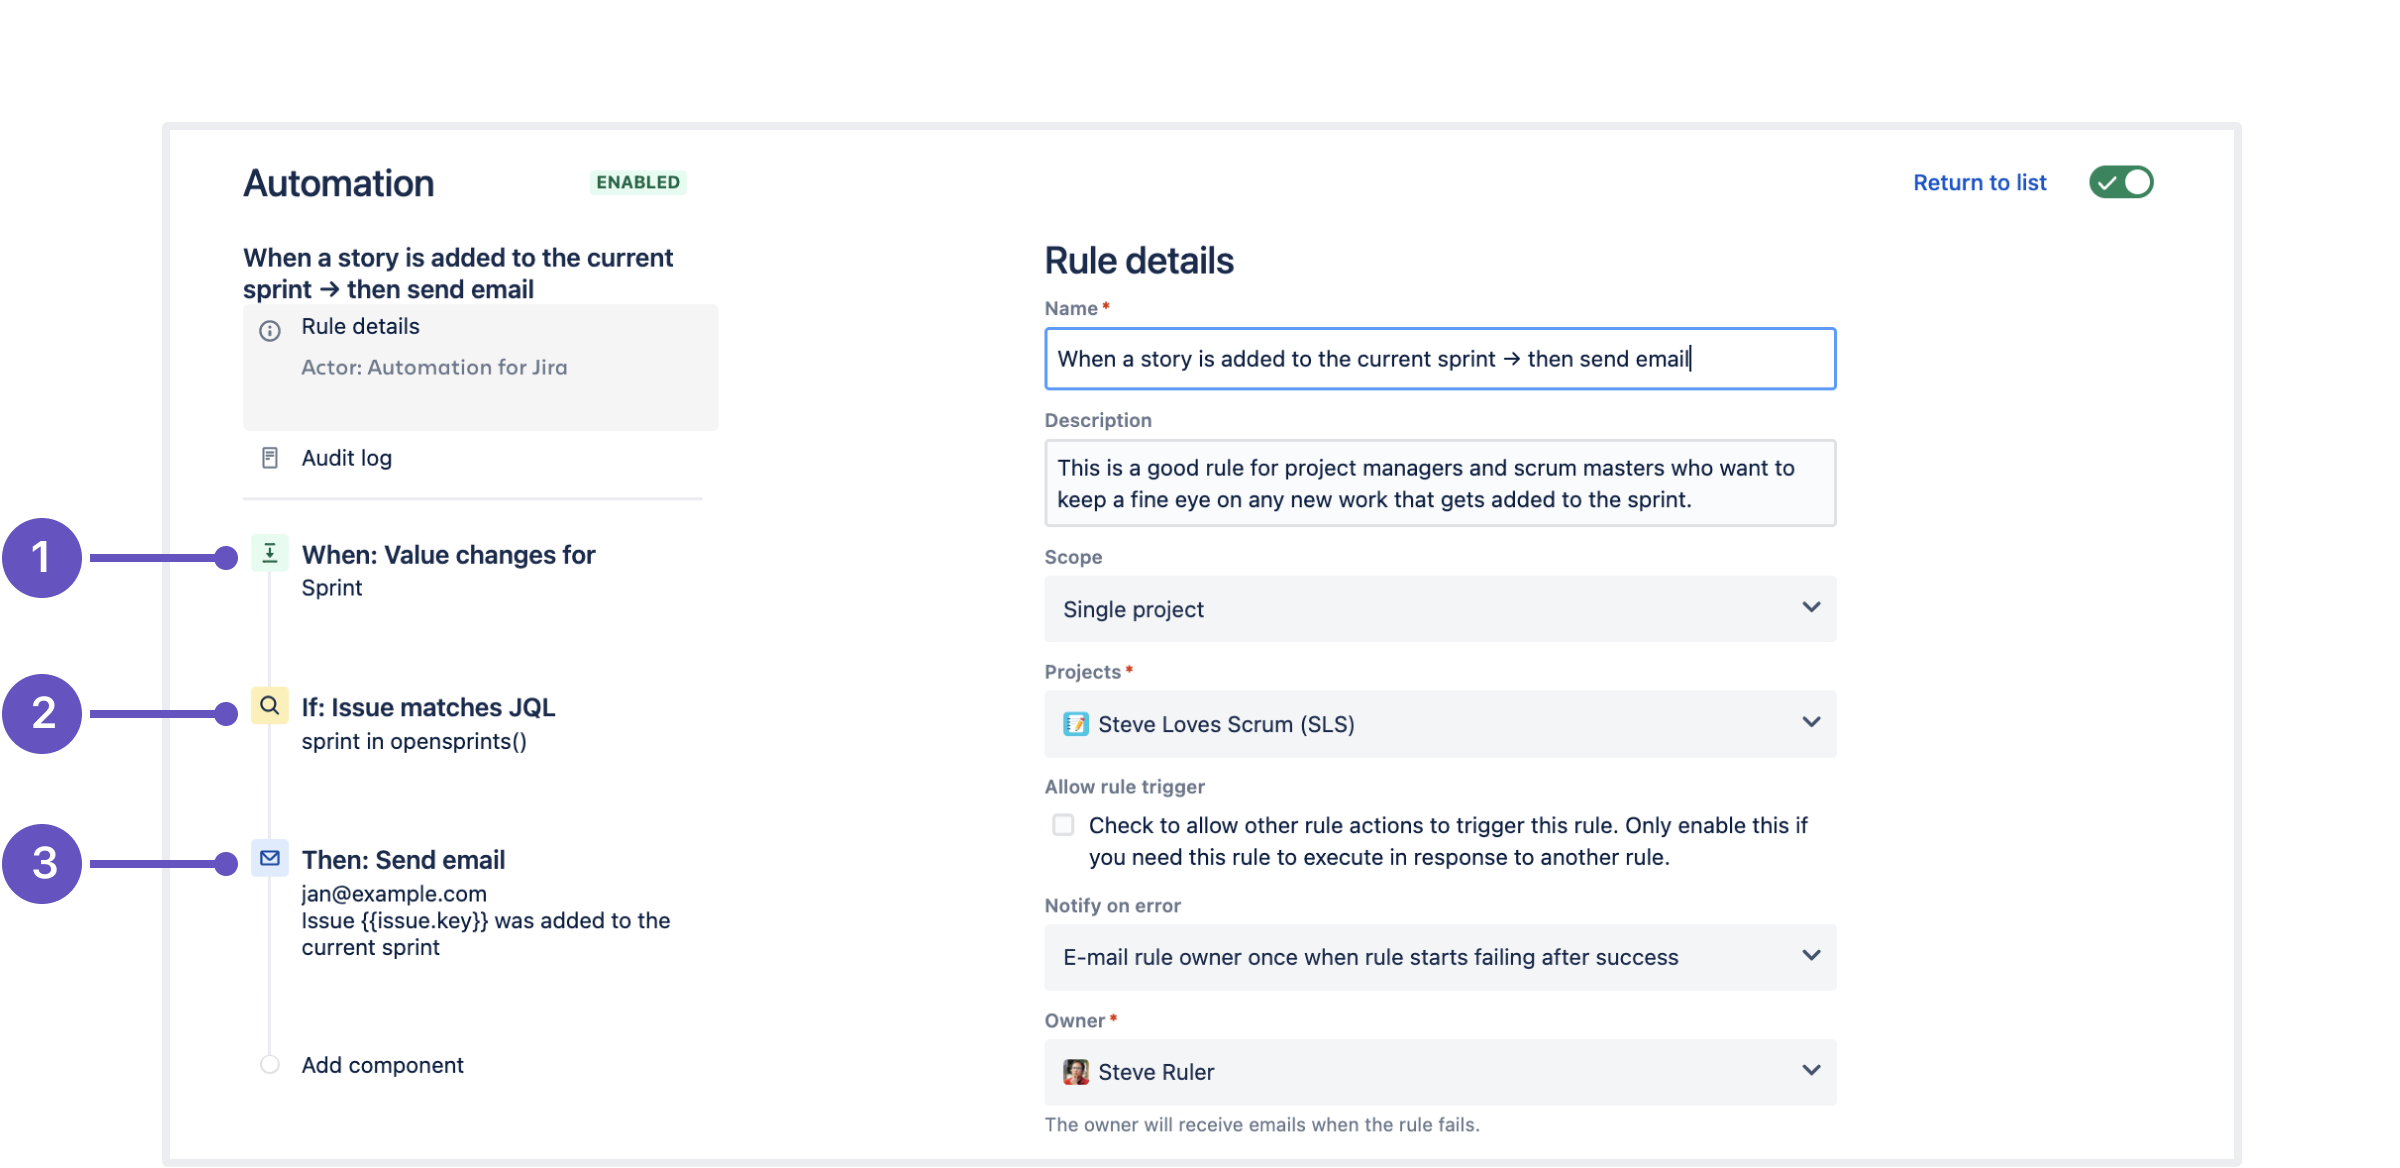 Automation
ENABLED
Return to list
When a story is added to the current
sprint → then send email
Rule details
Actor: Automation for Jira
Audit log
1
When: Value changes for
Sprint
2
If: Issue matches JQL
sprint in opensprints()
3
Then: Send email
jan@example.com
Issue {{issue.key}} was added to the
current sprint
Add component
Rule details
Name*
When a story is added to the current sprint → then send email
Description
This is a good rule for project managers and scrum masters who want to
keep a fine eye on any new work that gets added to the sprint.
Scope
Single project
Projects*
Steve Loves Scrum (SLS)
Allow rule trigger
Check to allow other rule actions to trigger this rule. Only enable this if
you need this rule to execute in response to another rule.
Notify on error
E-mail rule owner once when rule starts failing after success
Owner*
Steve Ruler
The owner will receive emails when the rule fails.